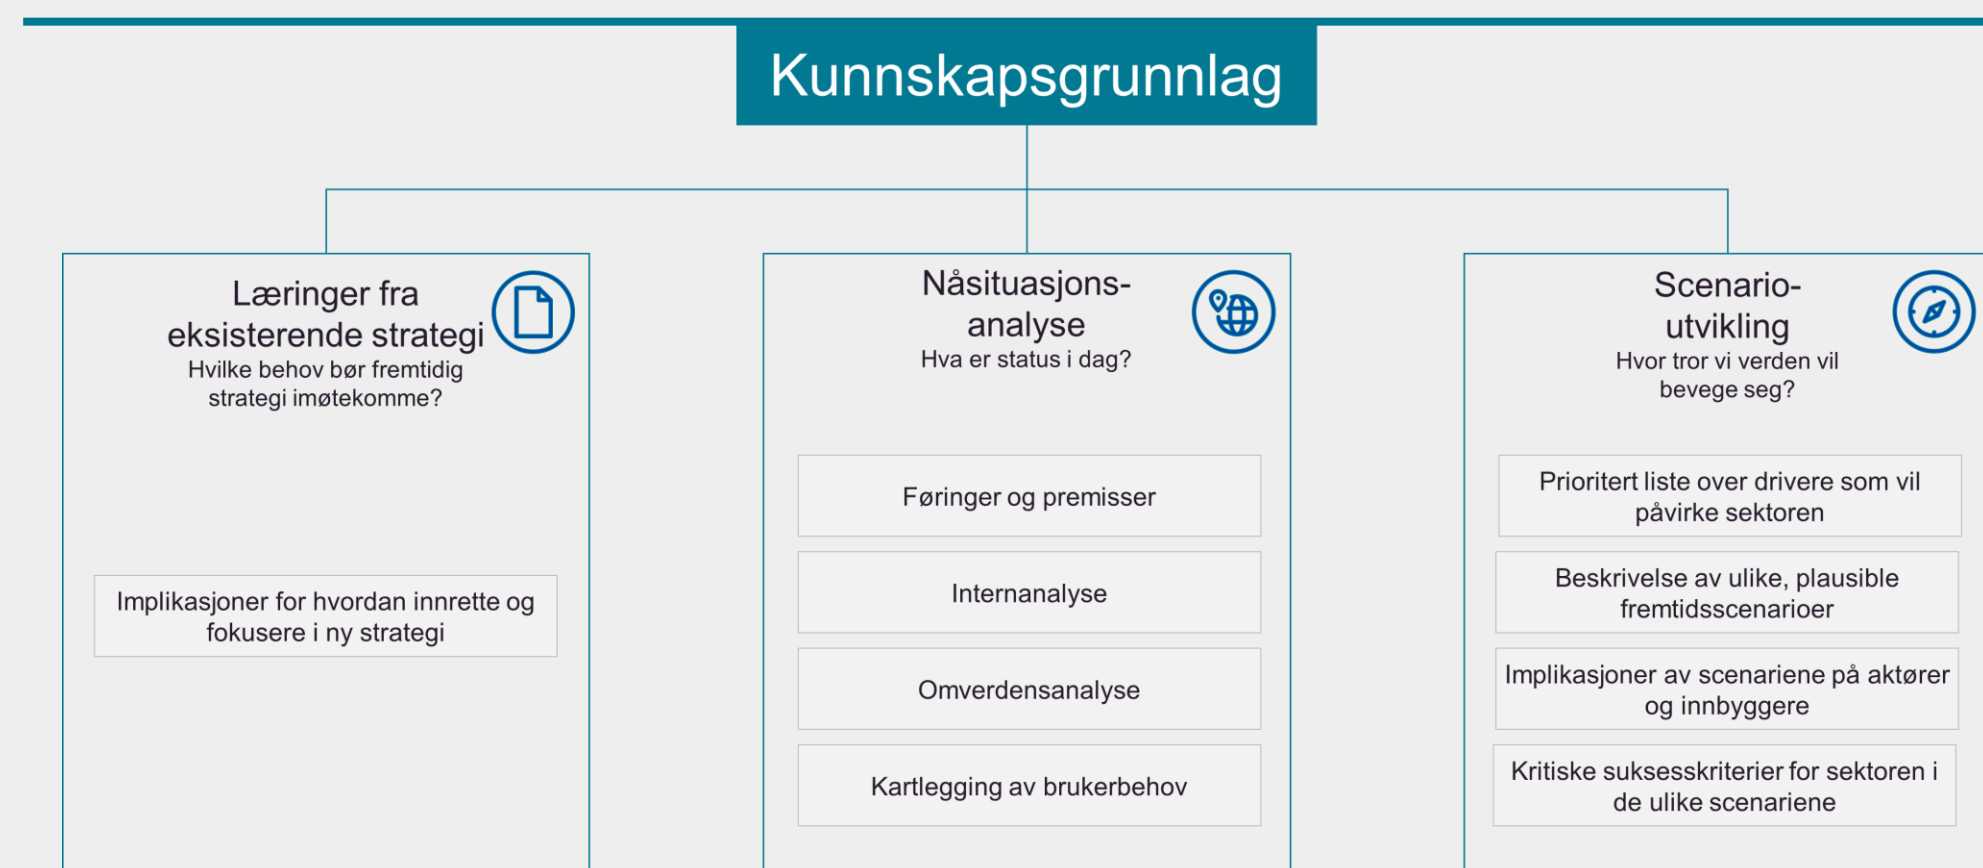 Kunnskapsgrunnlag
Læringer fra
eksisterende strategi
Hvilke behov bør fremtidig
strategi imøtekomme?
Implikasjoner for hvordan innrette og
fokusere i ny strategi
Nåsituasjons-
analyse
Hva er status i dag?
Føringer og premisser
Internanalyse
Omverdensanalyse
Kartlegging av brukerbehov
Scenario-
utvikling
Hvor tror vi verden vil
bevege seg?
Prioritert liste over drivere som vil
påvirke sektoren
Beskrivelse av ulike, plausible
fremtidsscenarioer
Implikasjoner av scenariene på aktører
og innbyggere
Kritiske suksesskriterier for sektoren i
de ulike scenariene